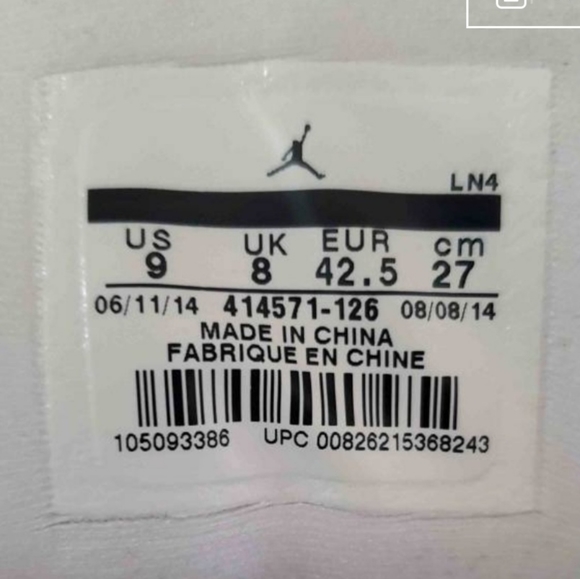 LN4
US UK EUR cm
9 8 42.5 27
06/11/14 414571-126 08/08/14
MADE IN CHINA
FABRIQUE EN CHINE
105093386 UPC 00826215368243